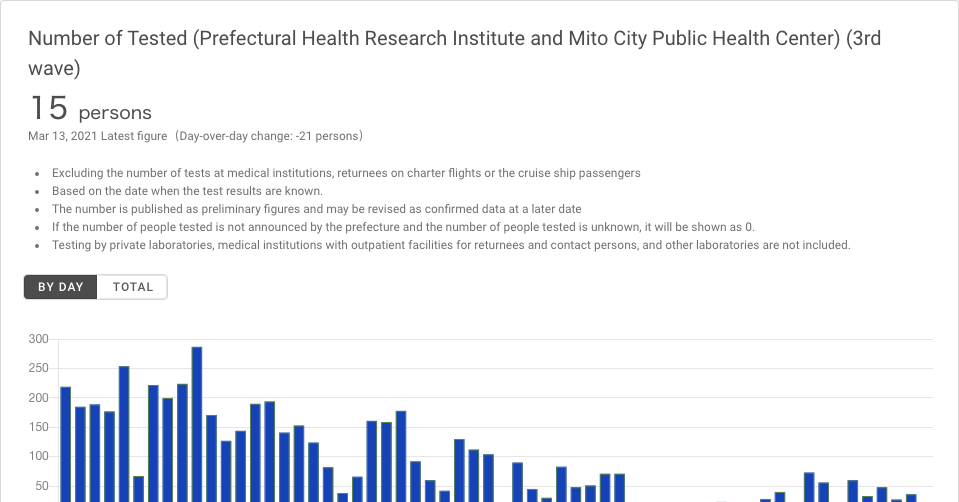 Number of Tested (Prefectural Health Research Institute and Mito City Public Health Center) (3rd
wave)
15 persons
Mar 13, 2021 Latest figure（Day-over-day change: -21 persons）
• Excluding the number of tests at medical institutions, returnees on charter flights or the cruise ship passengers
• Based on the date when the test results are known.
• The number is published as preliminary figures and may be revised as confirmed data at a later date
• If the number of people tested is not announced by the prefecture and the number of people tested is unknown, it will be shown as 0.
• Testing by private laboratories, medical institutions with outpatient facilities for returnees and contact persons, and other laboratories are not included.
BY DAY TOTAL
300
250
200
150
100
50